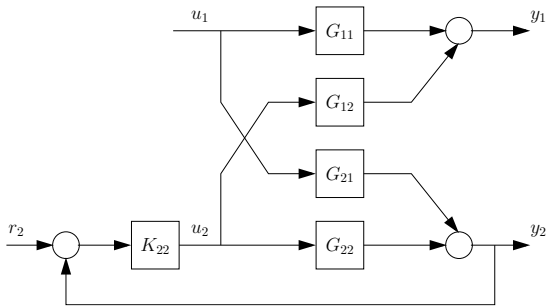 u₁ G₁₁ y₁
G₁₂
G₂₁
r₂ K₂₂ u₂ G₂₂ y₂